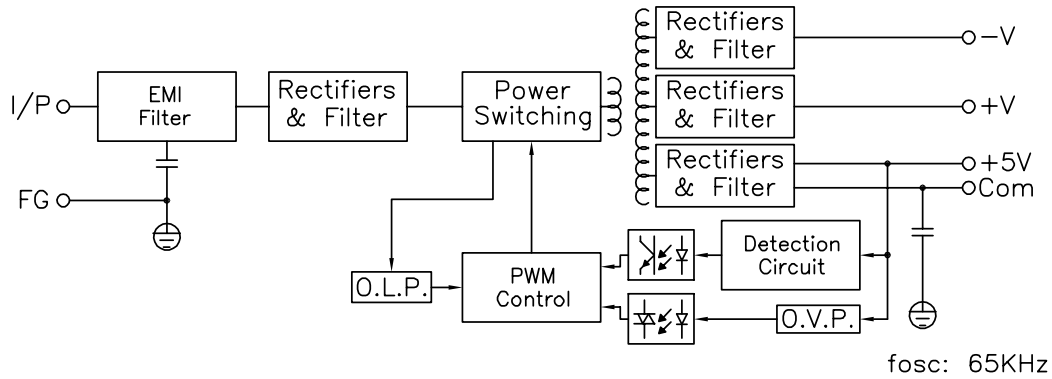 Rectifiers
& Filter
−V
I/P
EMI
Filter
Rectifiers
& Filter
Power
Switching
Rectifiers
& Filter
+V
Rectifiers
& Filter
+5V
Com
FG
Detection
Circuit
O.L.P.
PWM
Control
O.V.P.
fosc: 65KHz